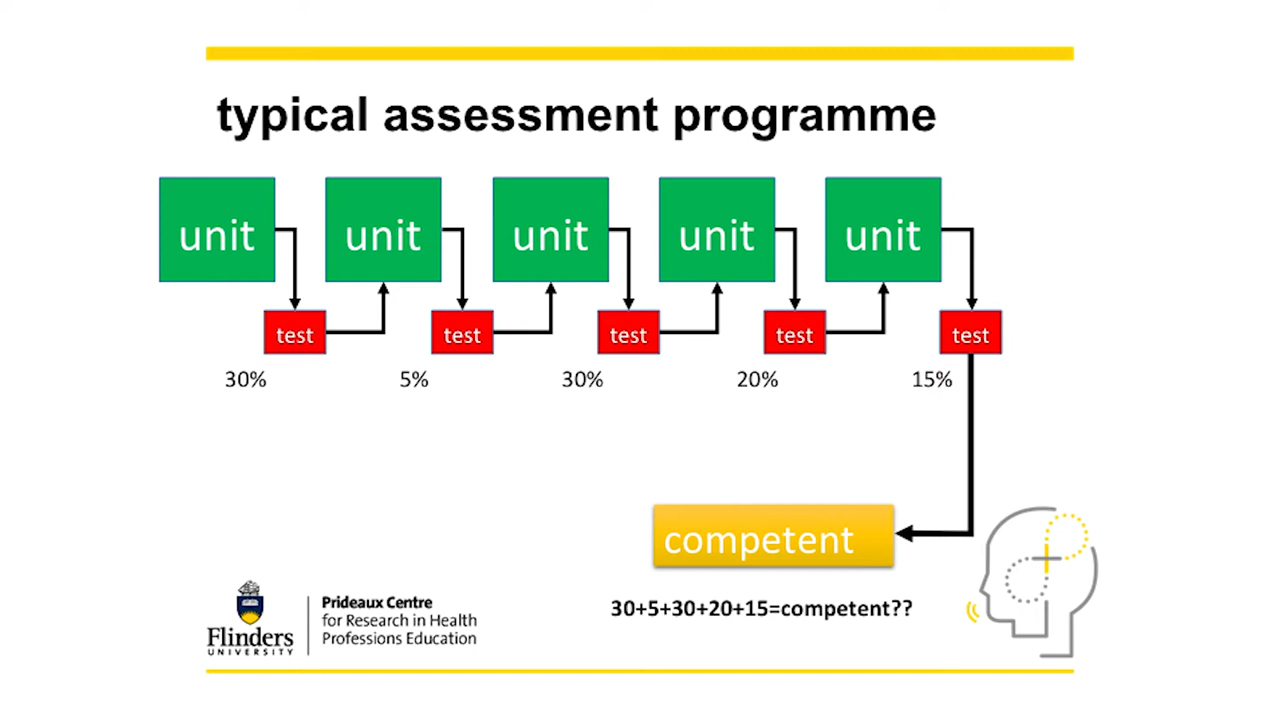 typical assessment programme
unit unit unit unit unit
test test test test test
30% 5% 30% 20% 15%
competent
30+5+30+20+15=competent??
Flinders
UNIVERSITY
Prideaux Centre
for Research in Health
Professions Education